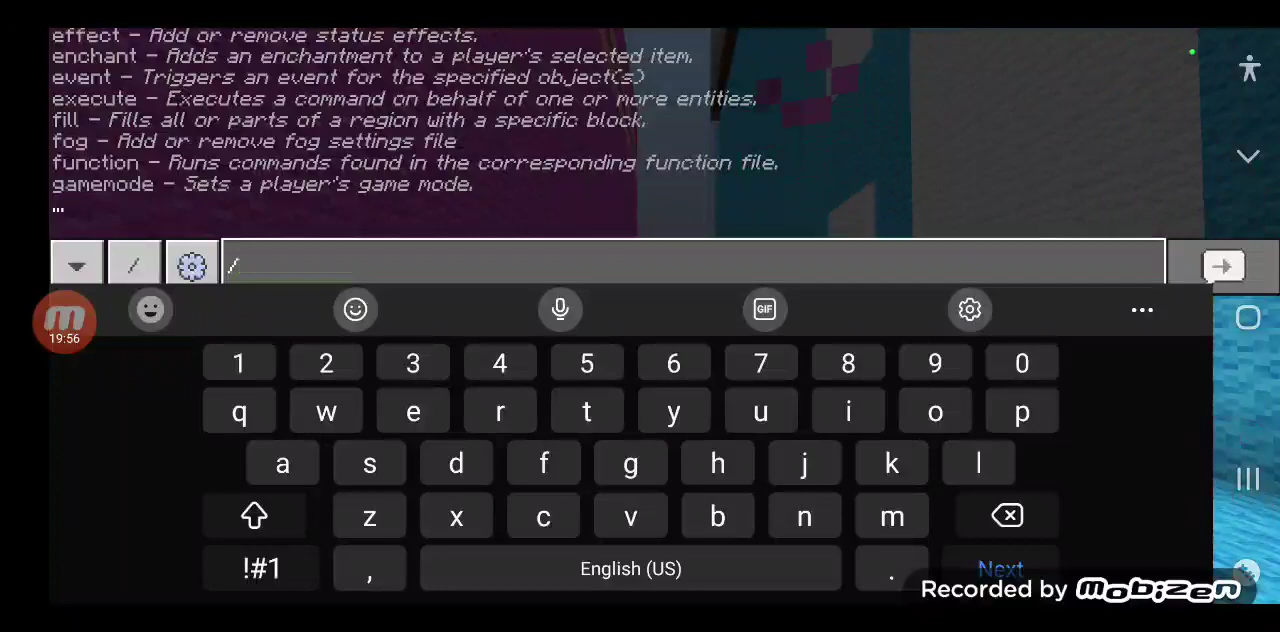 effect - Add or remove status effects.
enchant - Adds an enchantment to a player's selected item.
event - Triggers an event for the specified object(s)
execute - Executes a command on behalf of one or more entities.
fill - Fills all or parts of a region with a specific block.
fog - Add or remove fog settings file
function - Runs commands found in the corresponding function file.
gamemode - Sets a player's game mode.
...
/ /
m
19:56
GIF
...
1 2 3 4 5 6 7 8 9 0
q w e r t y u i o p
a s d f g h j k l
z x c v b n m
!#1 , English (US) . Next
Recorded by mobizen